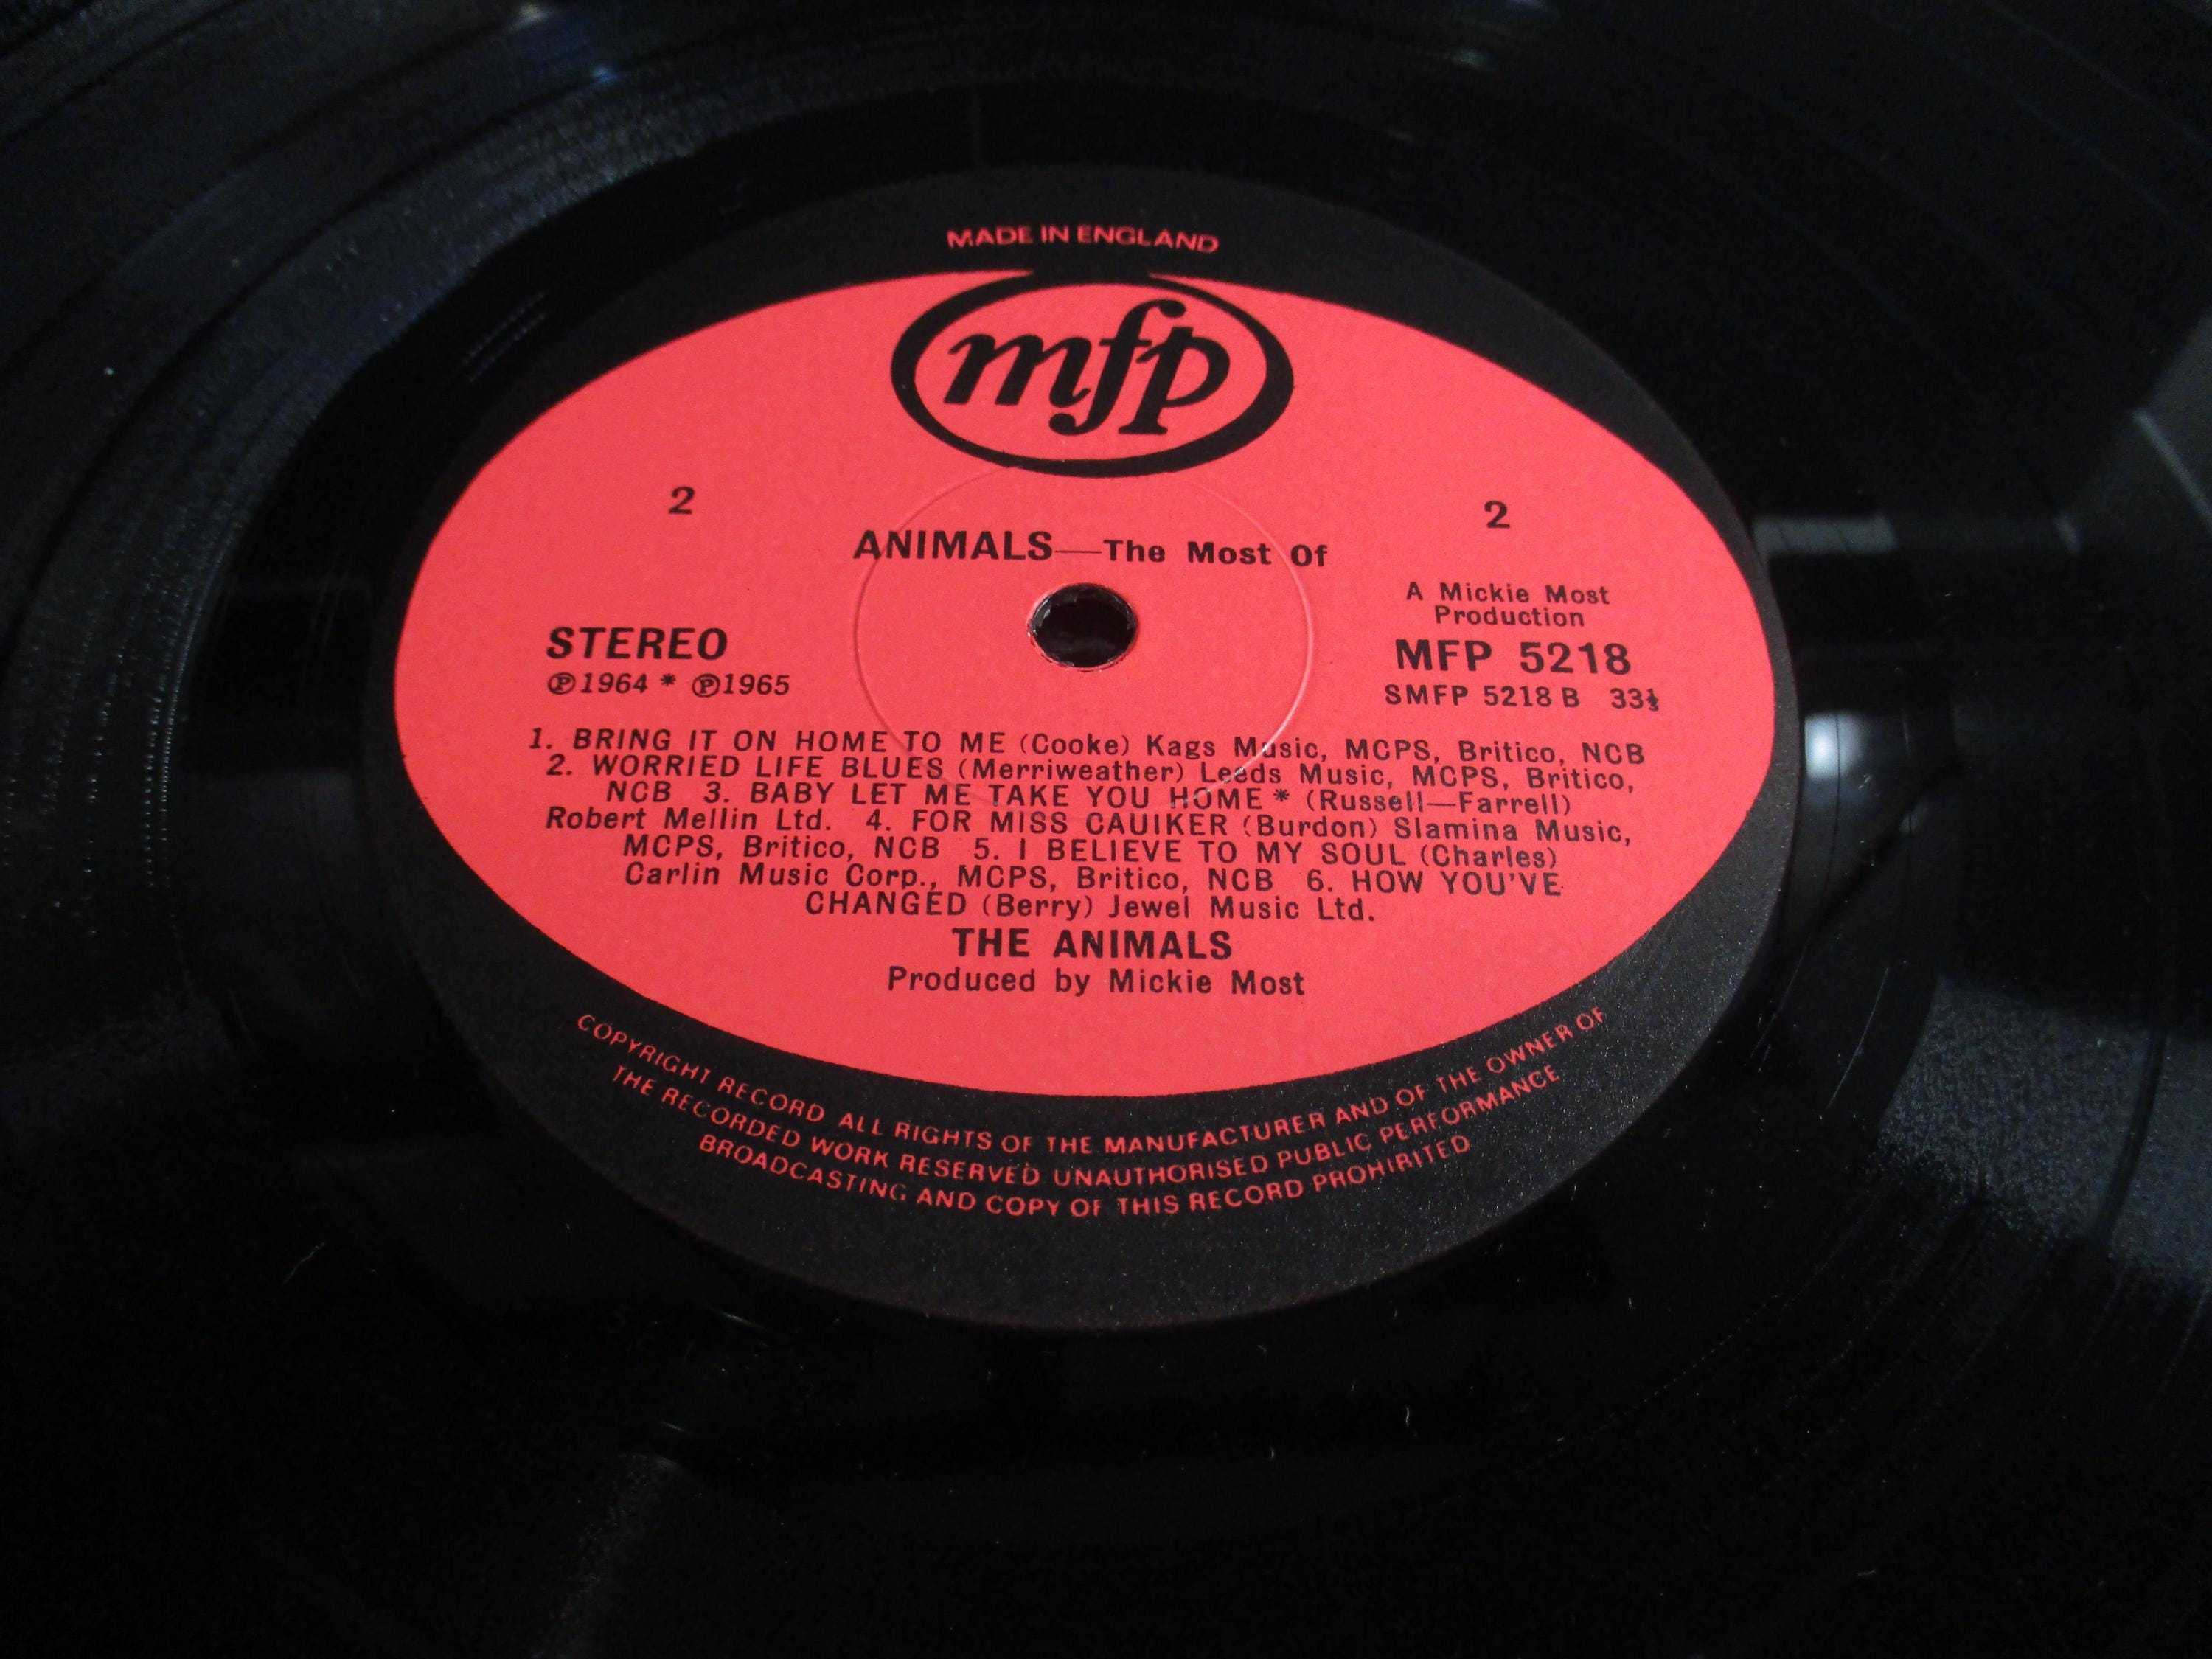 MADE IN ENGLAND
mfp
2 2
ANIMALS—The Most Of
A Mickie Most
Production
STEREO
MFP 5218
℗1964 * ℗1965
SMFP 5218 B 33⅓
1. BRING IT ON HOME TO ME (Cooke) Kags Music, MCPS, Britico, NCB
2. WORRIED LIFE BLUES (Merriweather) Leeds Music, MCPS, Britico,
NCB 3. BABY LET ME TAKE YOU HOME * (Russell—Farrell)
Robert Mellin Ltd. 4. FOR MISS CAUIKER (Burdon) Slamina Music,
MCPS, Britico, NCB 5. I BELIEVE TO MY SOUL (Charles)
Carlin Music Corp., MCPS, Britico, NCB 6. HOW YOU'VE
CHANGED (Berry) Jewel Music Ltd.
THE ANIMALS
Produced by Mickie Most
COPYRIGHT RECORD ALL RIGHTS OF THE MANUFACTURER AND OF THE OWNER OF
THE RECORDED WORK RESERVED UNAUTHORISED PUBLIC PERFORMANCE
BROADCASTING AND COPY OF THIS RECORD PROHIBITED